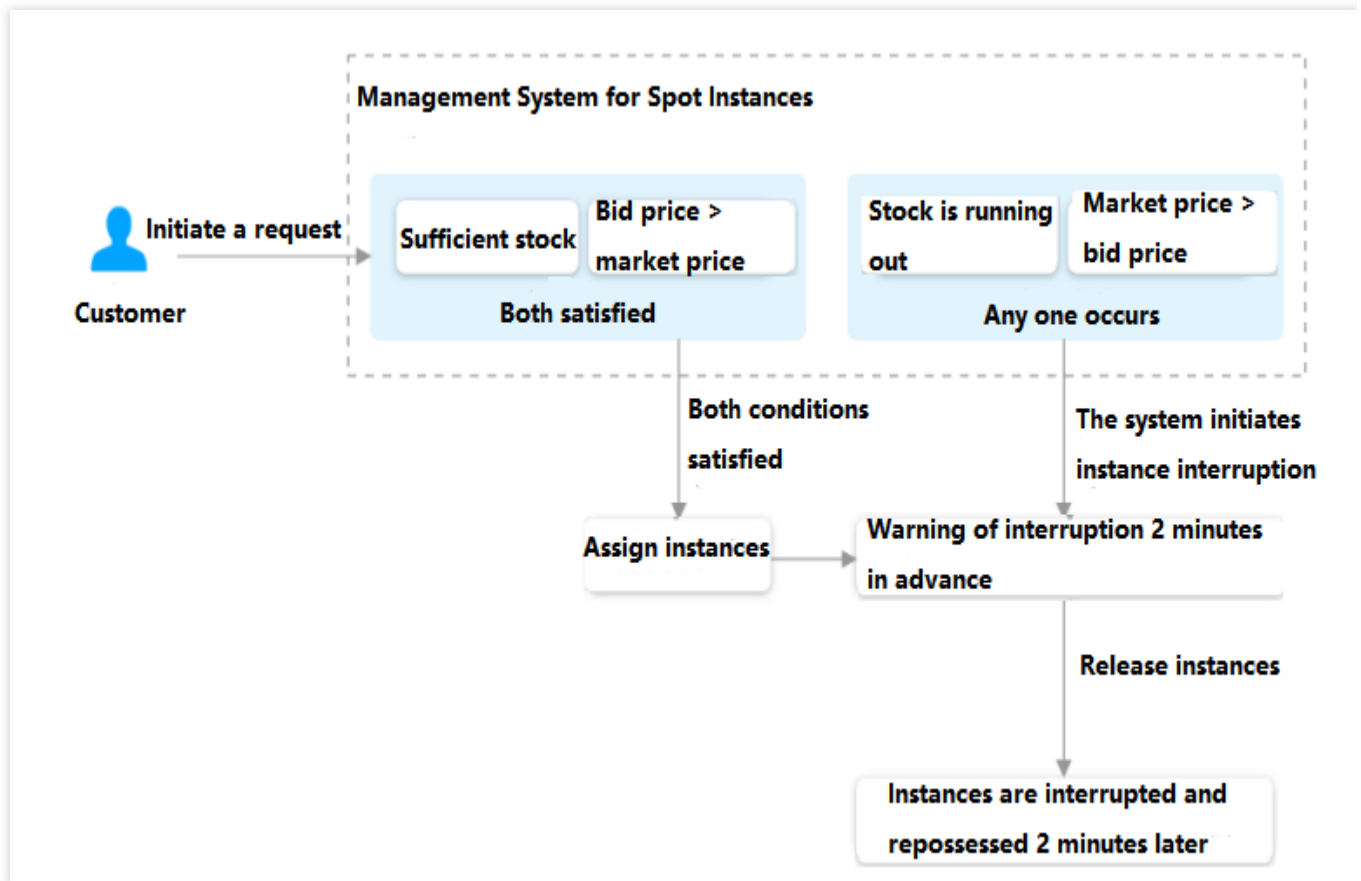 Management System for Spot Instances
Initiate a request
Customer
Sufficient stock
Bid price >
market price
Both satisfied
Stock is running
out
Market price >
bid price
Any one occurs
Both conditions
satisfied
The system initiates
instance interruption
Assign instances
Warning of interruption 2 minutes
in advance
Release instances
Instances are interrupted and
repossessed 2 minutes later